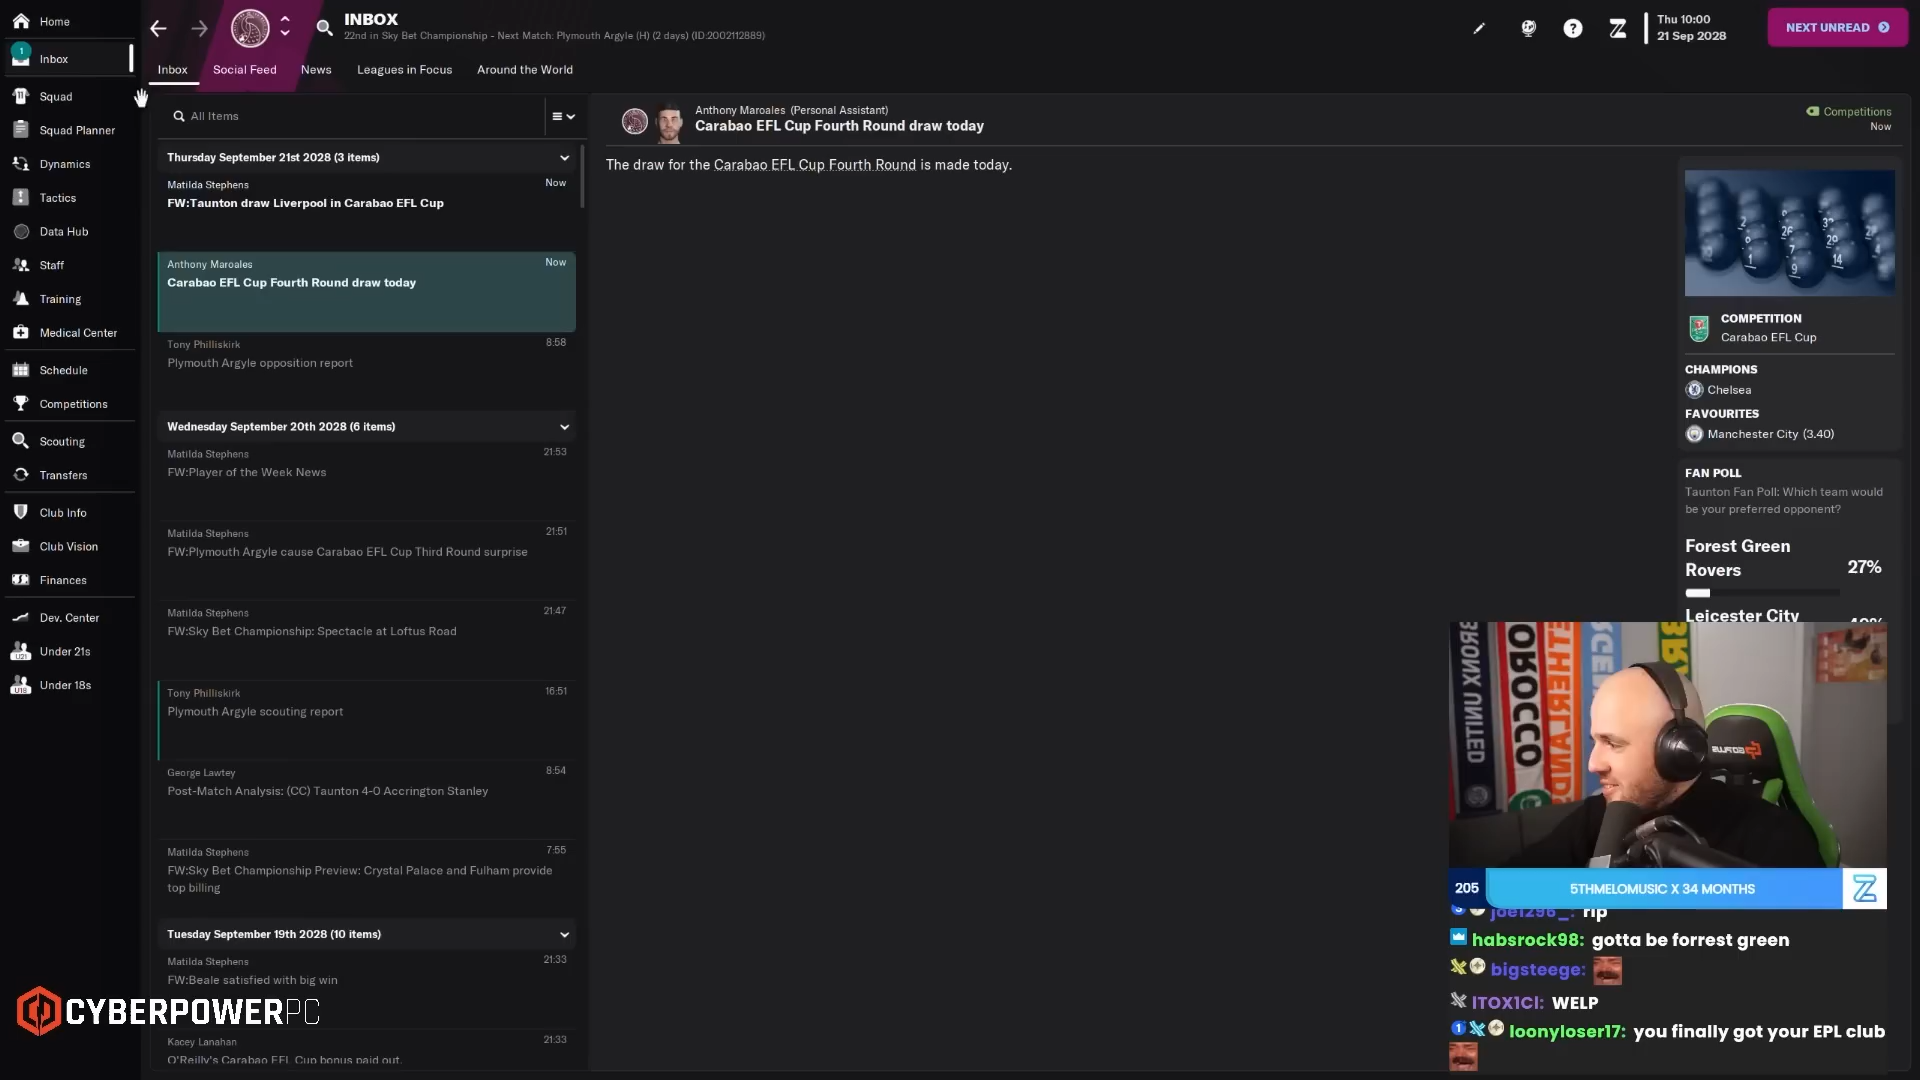 Home
1
Inbox
Squad
Squad Planner
Dynamics
Tactics
Data Hub
Staff
Training
Medical Center
Schedule
Competitions
Scouting
Transfers
Club Info
Club Vision
Finances
Dev. Center
U21
Under 21s
U18
Under 18s
INBOX
22nd in Sky Bet Championship - Next Match: Plymouth Argyle (H) (2 days) (ID:2002112889)
Thu 10:00
21 Sep 2028
NEXT UNREAD
Inbox
Social Feed
News
Leagues in Focus
Around the World
All Items
Thursday September 21st 2028 (3 items)
Matilda Stephens
Now
FW:Taunton draw Liverpool in Carabao EFL Cup
Anthony Maroales
Now
Carabao EFL Cup Fourth Round draw today
Tony Philliskirk
8:58
Plymouth Argyle opposition report
Wednesday September 20th 2028 (6 items)
Matilda Stephens
21:53
FW:Player of the Week News
Matilda Stephens
21:51
FW:Plymouth Argyle cause Carabao EFL Cup Third Round surprise
Matilda Stephens
21:47
FW:Sky Bet Championship: Spectacle at Loftus Road
Tony Philliskirk
16:51
Plymouth Argyle scouting report
George Lawtey
8:54
Post-Match Analysis: (CC) Taunton 4-0 Accrington Stanley
Matilda Stephens
7:55
FW:Sky Bet Championship Preview: Crystal Palace and Fulham provide
top billing
Tuesday September 19th 2028 (10 items)
Matilda Stephens
21:33
FW:Beale satisfied with big win
Kacey Lanahan
21:33
O'Reilly's Carabao EFL Cup bonus paid out.
CYBERPOWERPC
Anthony Maroales (Personal Assistant)
Carabao EFL Cup Fourth Round draw today
Competitions
Now
The draw for the Carabao EFL Cup Fourth Round is made today.
COMPETITION
Carabao EFL Cup
CHAMPIONS
Chelsea
FAVOURITES
Manchester City (3.40)
FAN POLL
Taunton Fan Poll: Which team would
be your preferred opponent?
Forest Green
Rovers
27%
Leicester City
BRONX UNITED
OROCCO
ETHERLANDS
205
5THMELOMUSIC X 34 MONTHS
joe1296_: rip
habsrock98: gotta be forrest green
bigsteege:
ITOX1CI: WELP
loonyloser17: you finally got your EPL club